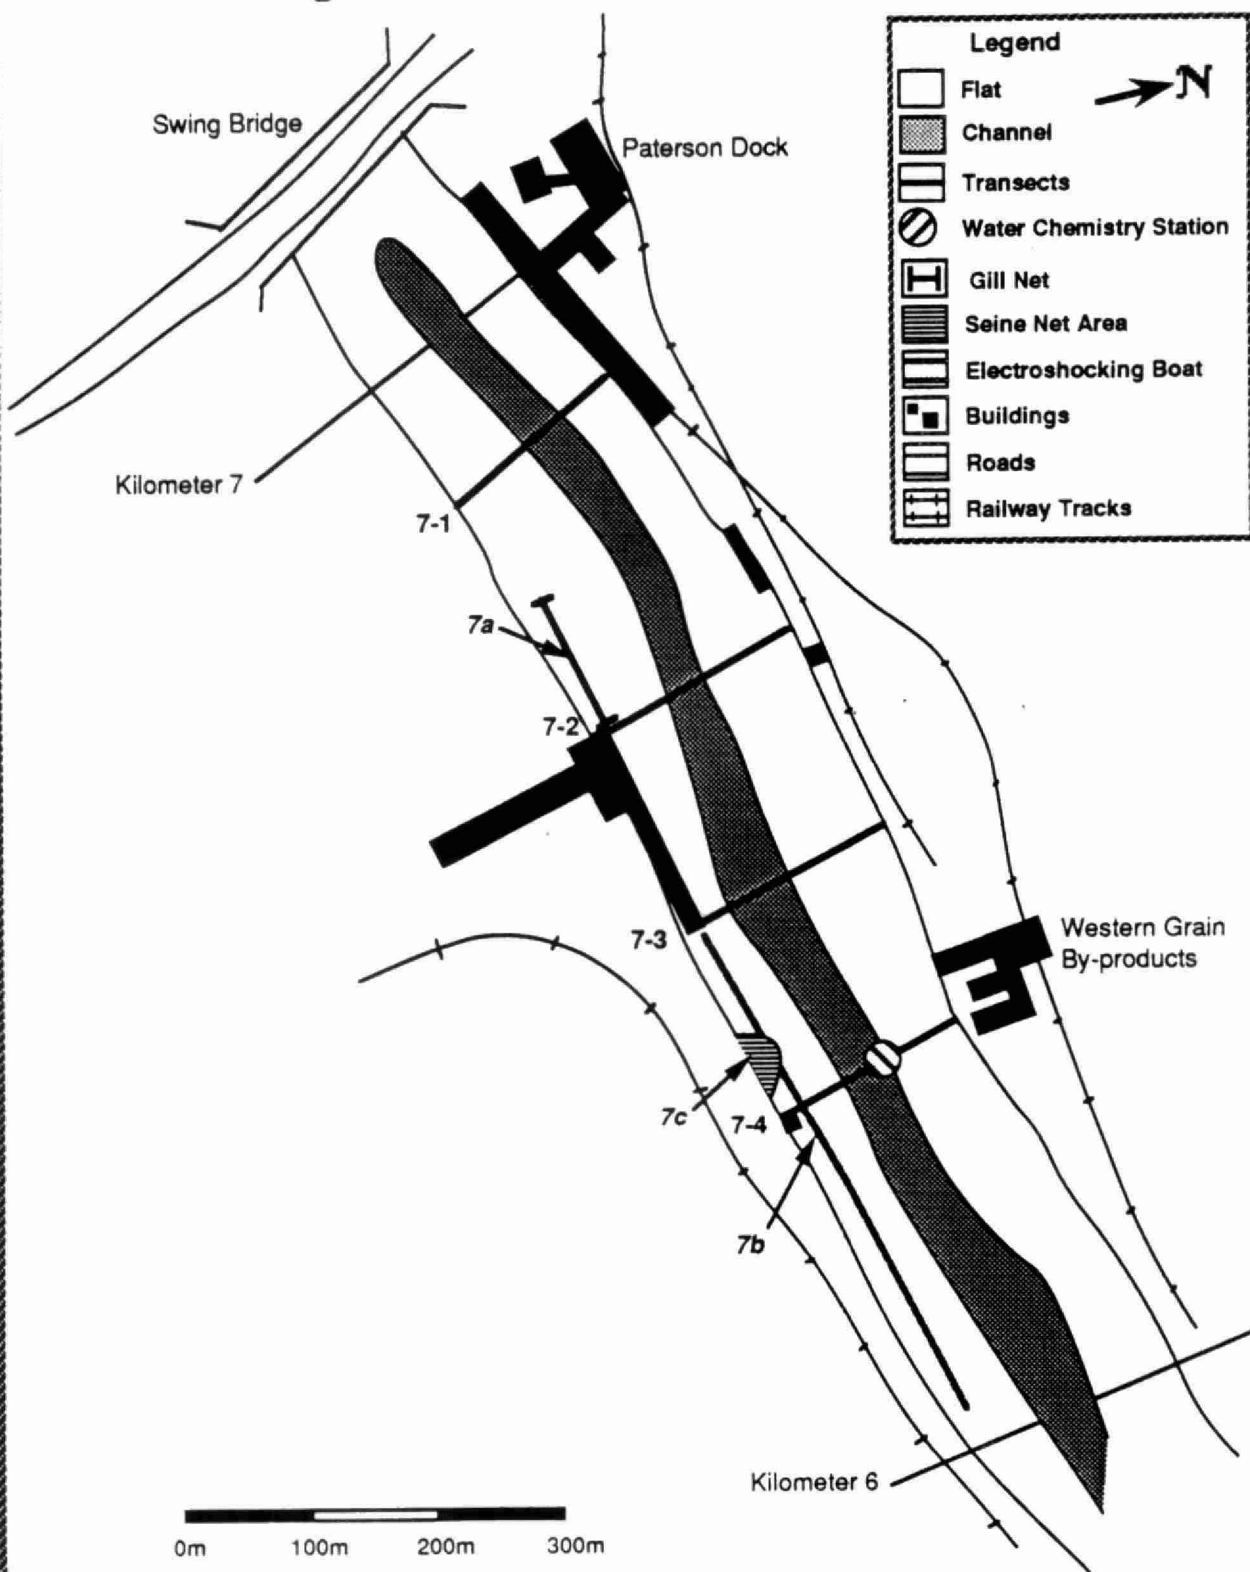 Legend
Flat
N
Channel
Transects
Water Chemistry Station
Gill Net
Seine Net Area
Electroshocking Boat
Buildings
Roads
Railway Tracks
Swing Bridge
Paterson Dock
Kilometer 7
7-1
7a
7-2
7-3
Western Grain
By-products
7c
7-4
7b
Kilometer 6
0m
100m
200m
300m